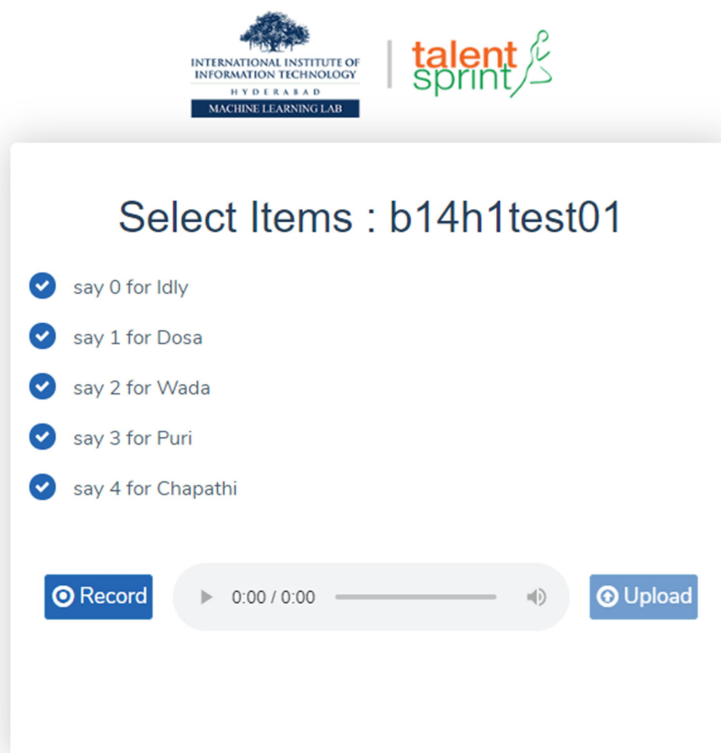 INTERNATIONAL INSTITUTE OF
INFORMATION TECHNOLOGY
HYDERABAD
MACHINE LEARNING LAB
talent
sprint
Select Items : b14h1test01
say 0 for Idly
say 1 for Dosa
say 2 for Wada
say 3 for Puri
say 4 for Chapathi
Record 0:00 / 0:00 Upload